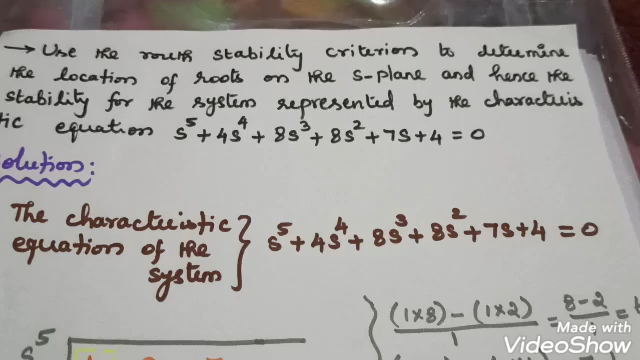 → Use the routh stability criterion to determine
the location of roots on the s-plane and hence the
stability for the system represented by the characteris
tic equation s⁵ + 4s⁴ + 8s³ + 8s² + 7s + 4 = 0
olution:
The characteristic
equation of the
system } s⁵ + 4s⁴ + 8s³ + 8s² + 7s + 4 = 0
(1×8) – (1×2) / 1 = 8–2 / =
s⁵
Made with
VideoShow